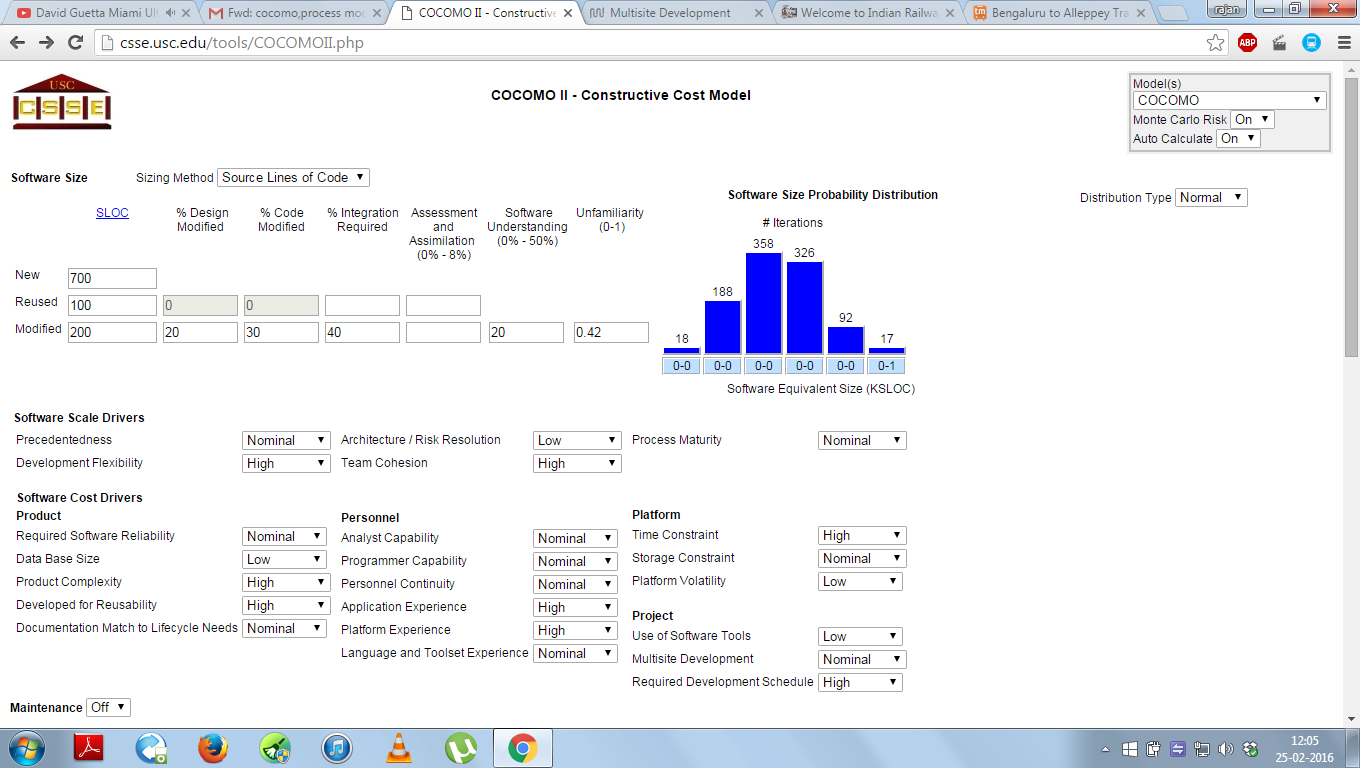 David Guetta Miami Ul
Fwd: cocomo,process mod
COCOMO II - Constructive
Multisite Development
Welcome to Indian Railwa
Bengaluru to Alleppey Tra
rajan
csse.usc.edu/tools/COCOMOII.php
ABP
USC
CSSE
COCOMO II - Constructive Cost Model
Model(s)
COCOMO
Monte Carlo Risk On
Auto Calculate On
Software Size Sizing Method Source Lines of Code
Software Size Probability Distribution
Distribution Type Normal
SLOC
% Design Modified
% Code Modified
% Integration Required
Assessment and Assimilation (0% - 8%)
Software Understanding (0% - 50%)
Unfamiliarity (0-1)
# Iterations
New 700
Reused 100 0 0
Modified 200 20 30 40 20 0.42
18 188 358 326 92 17
0-0 0-0 0-0 0-0 0-0 0-1
Software Equivalent Size (KSLOC)
Software Scale Drivers
Precedentedness Nominal Architecture / Risk Resolution Low Process Maturity Nominal
Development Flexibility High Team Cohesion High
Software Cost Drivers
Product
Required Software Reliability Nominal
Data Base Size Low
Product Complexity High
Developed for Reusability High
Documentation Match to Lifecycle Needs Nominal
Personnel
Analyst Capability Nominal
Programmer Capability Nominal
Personnel Continuity Nominal
Application Experience High
Platform Experience High
Language and Toolset Experience Nominal
Platform
Time Constraint High
Storage Constraint Nominal
Platform Volatility Low
Project
Use of Software Tools Low
Multisite Development Nominal
Required Development Schedule High
Maintenance Off
12:05
25-02-2016